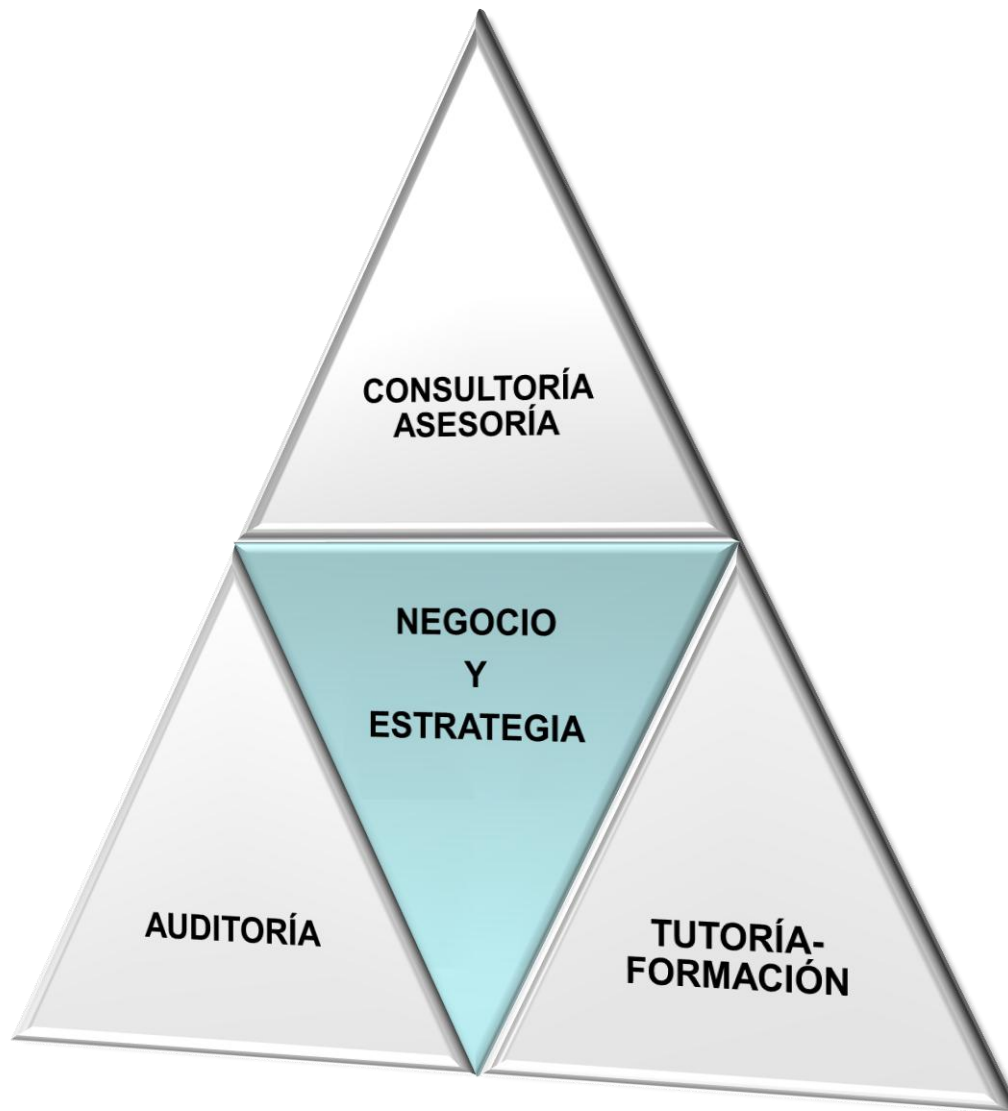 CONSULTORÍA
ASESORÍA
NEGOCIO
Y
ESTRATEGIA
AUDITORÍA
TUTORÍA-
FORMACIÓN